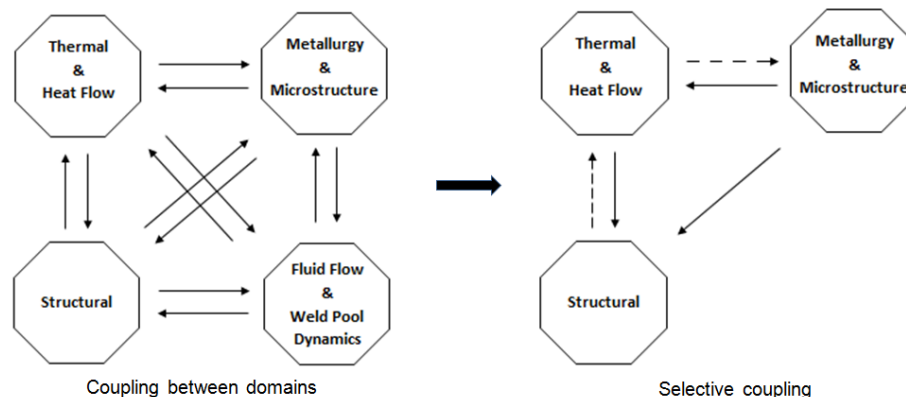 Thermal
&
Heat Flow
Metallurgy
&
Microstructure
Structural
Fluid Flow
&
Weld Pool
Dynamics
Coupling between domains
Thermal
&
Heat Flow
Metallurgy
&
Microstructure
Structural
Selective coupling